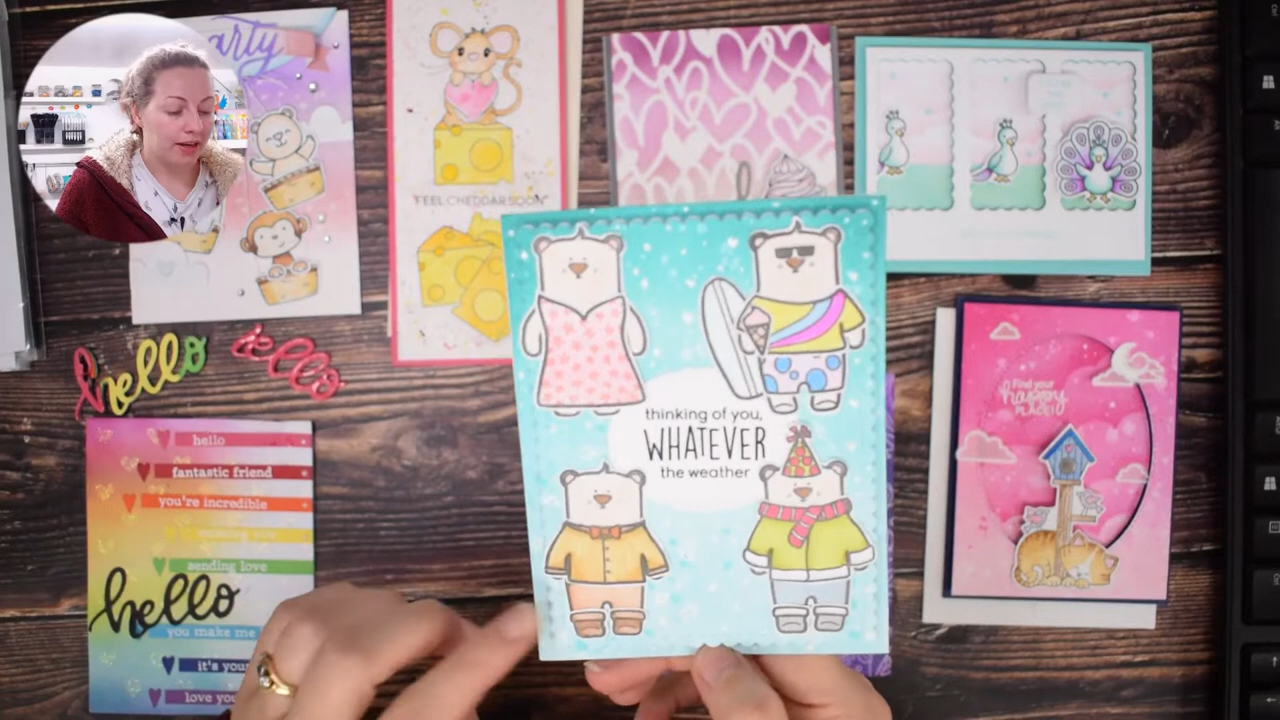 FEEL CHEDDAR SOON
thinking of you,
WHATEVER
the weather
Find your
happy
PLACE!
hello
hello
hello
fantastic friend
you're incredible
sending love
hello
you make me
it's your
love you